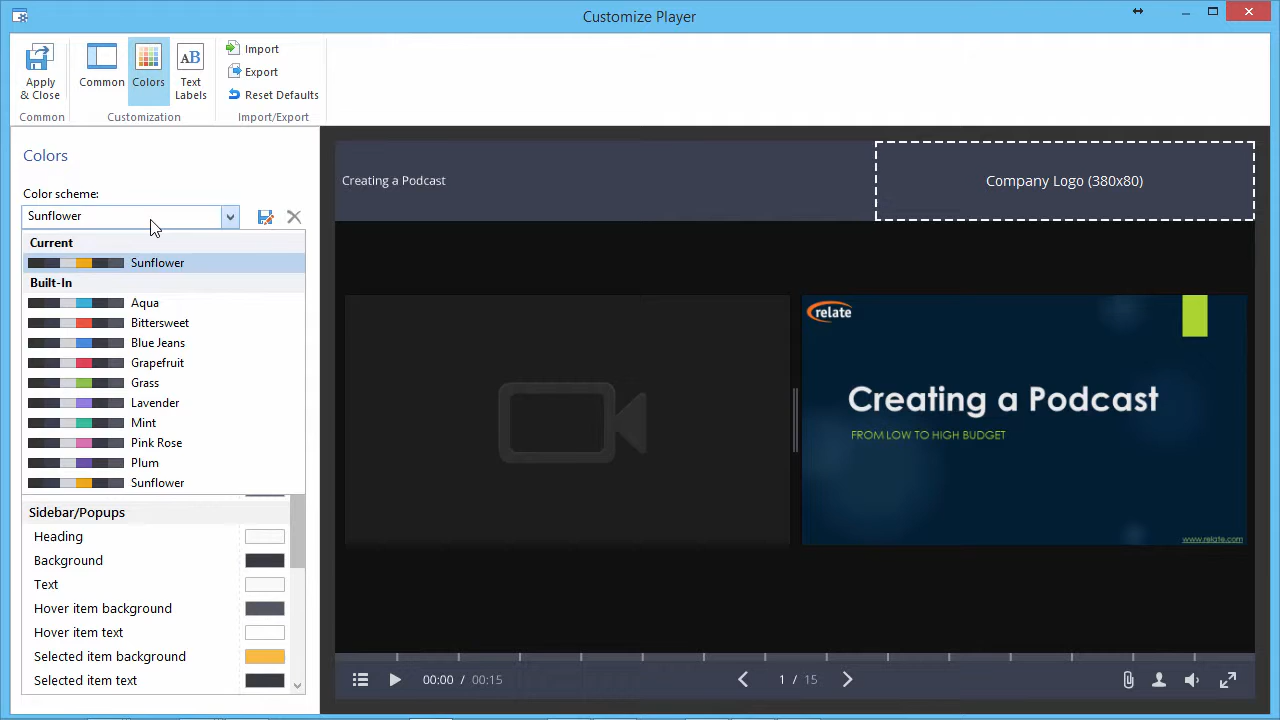 Customize Player
Apply & Close
Common
Colors
Text Labels
Import
Export
Reset Defaults
Common
Customization
Import/Export
Colors
Color scheme:
Sunflower
Current
Sunflower
Built-In
Aqua
Bittersweet
Blue Jeans
Grapefruit
Grass
Lavender
Mint
Pink Rose
Plum
Sunflower
Sidebar/Popups
Heading
Background
Text
Hover item background
Hover item text
Selected item background
Selected item text
Creating a Podcast
Company Logo (380x80)
relate
Creating a Podcast
FROM LOW TO HIGH BUDGET
www.relate.com
00:00 / 00:15
1 / 15